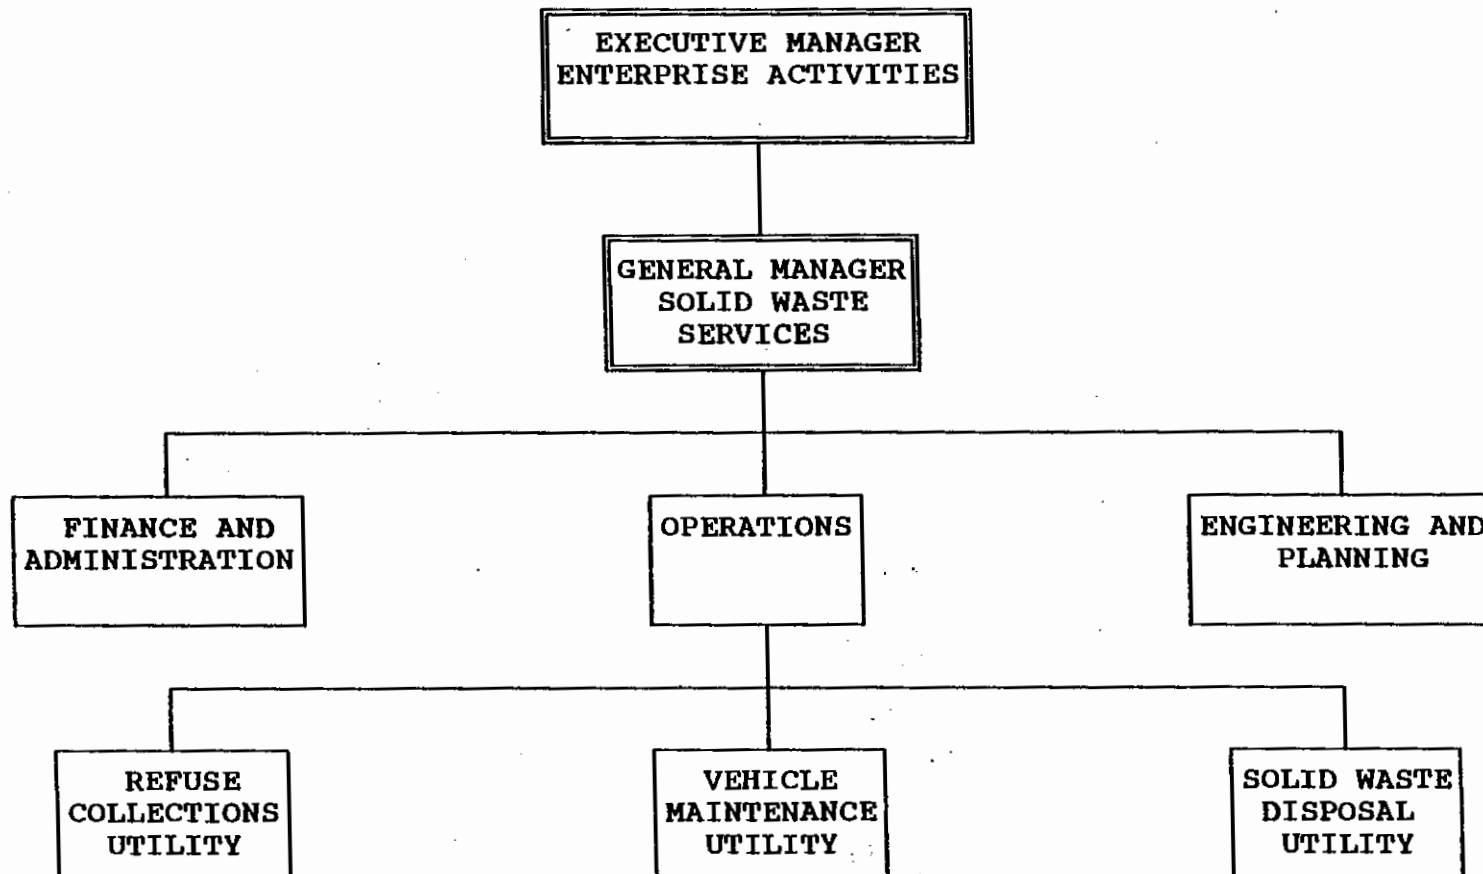 EXECUTIVE MANAGER
ENTERPRISE ACTIVITIES
GENERAL MANAGER
SOLID WASTE
SERVICES
FINANCE AND
ADMINISTRATION
OPERATIONS
ENGINEERING AND
PLANNING
REFUSE
COLLECTIONS
UTILITY
VEHICLE
MAINTENANCE
UTILITY
SOLID WASTE
DISPOSAL
UTILITY